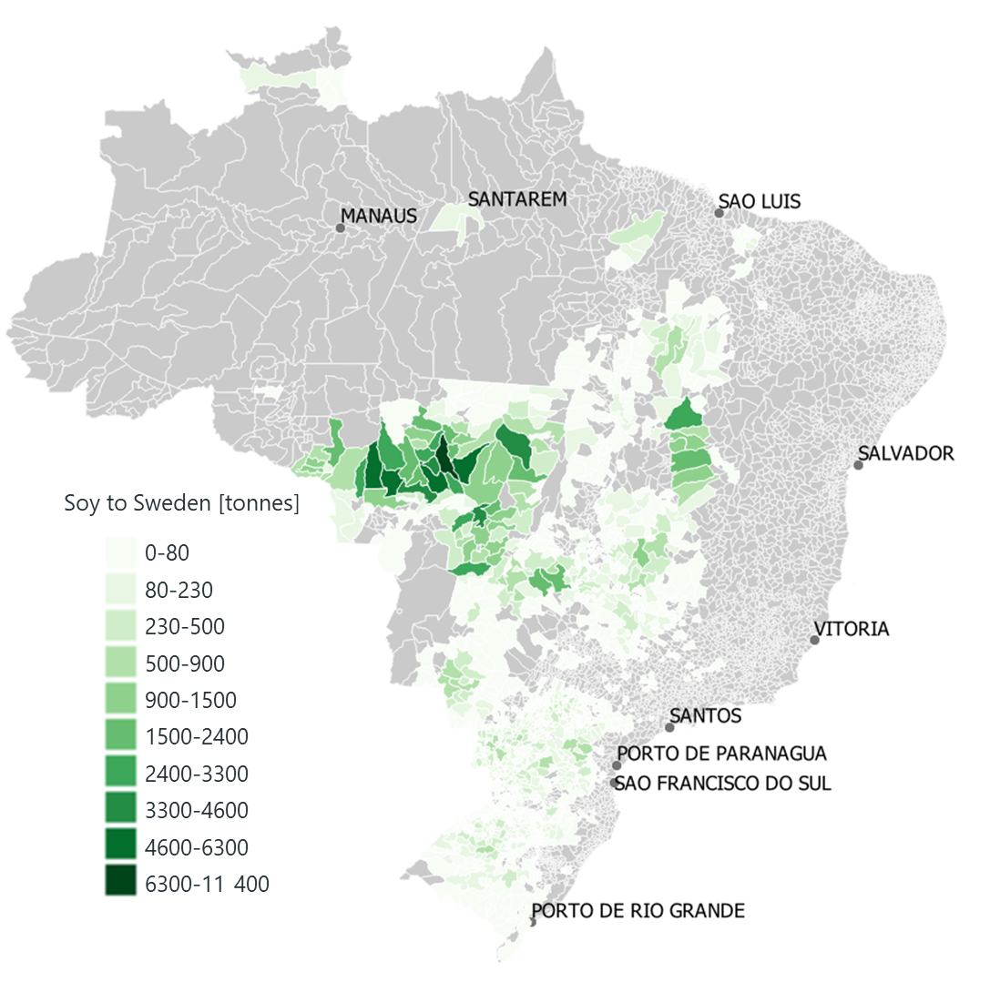 SANTAREM
SAO LUIS
MANAUS
SALVADOR
Soy to Sweden [tonnes]
0-80
80-230
230-500
500-900
900-1500
1500-2400
2400-3300
3300-4600
4600-6300
6300-11 400
VITORIA
SANTOS
PORTO DE PARANAGUA
SAO FRANCISCO DO SUL
PORTO DE RIO GRANDE